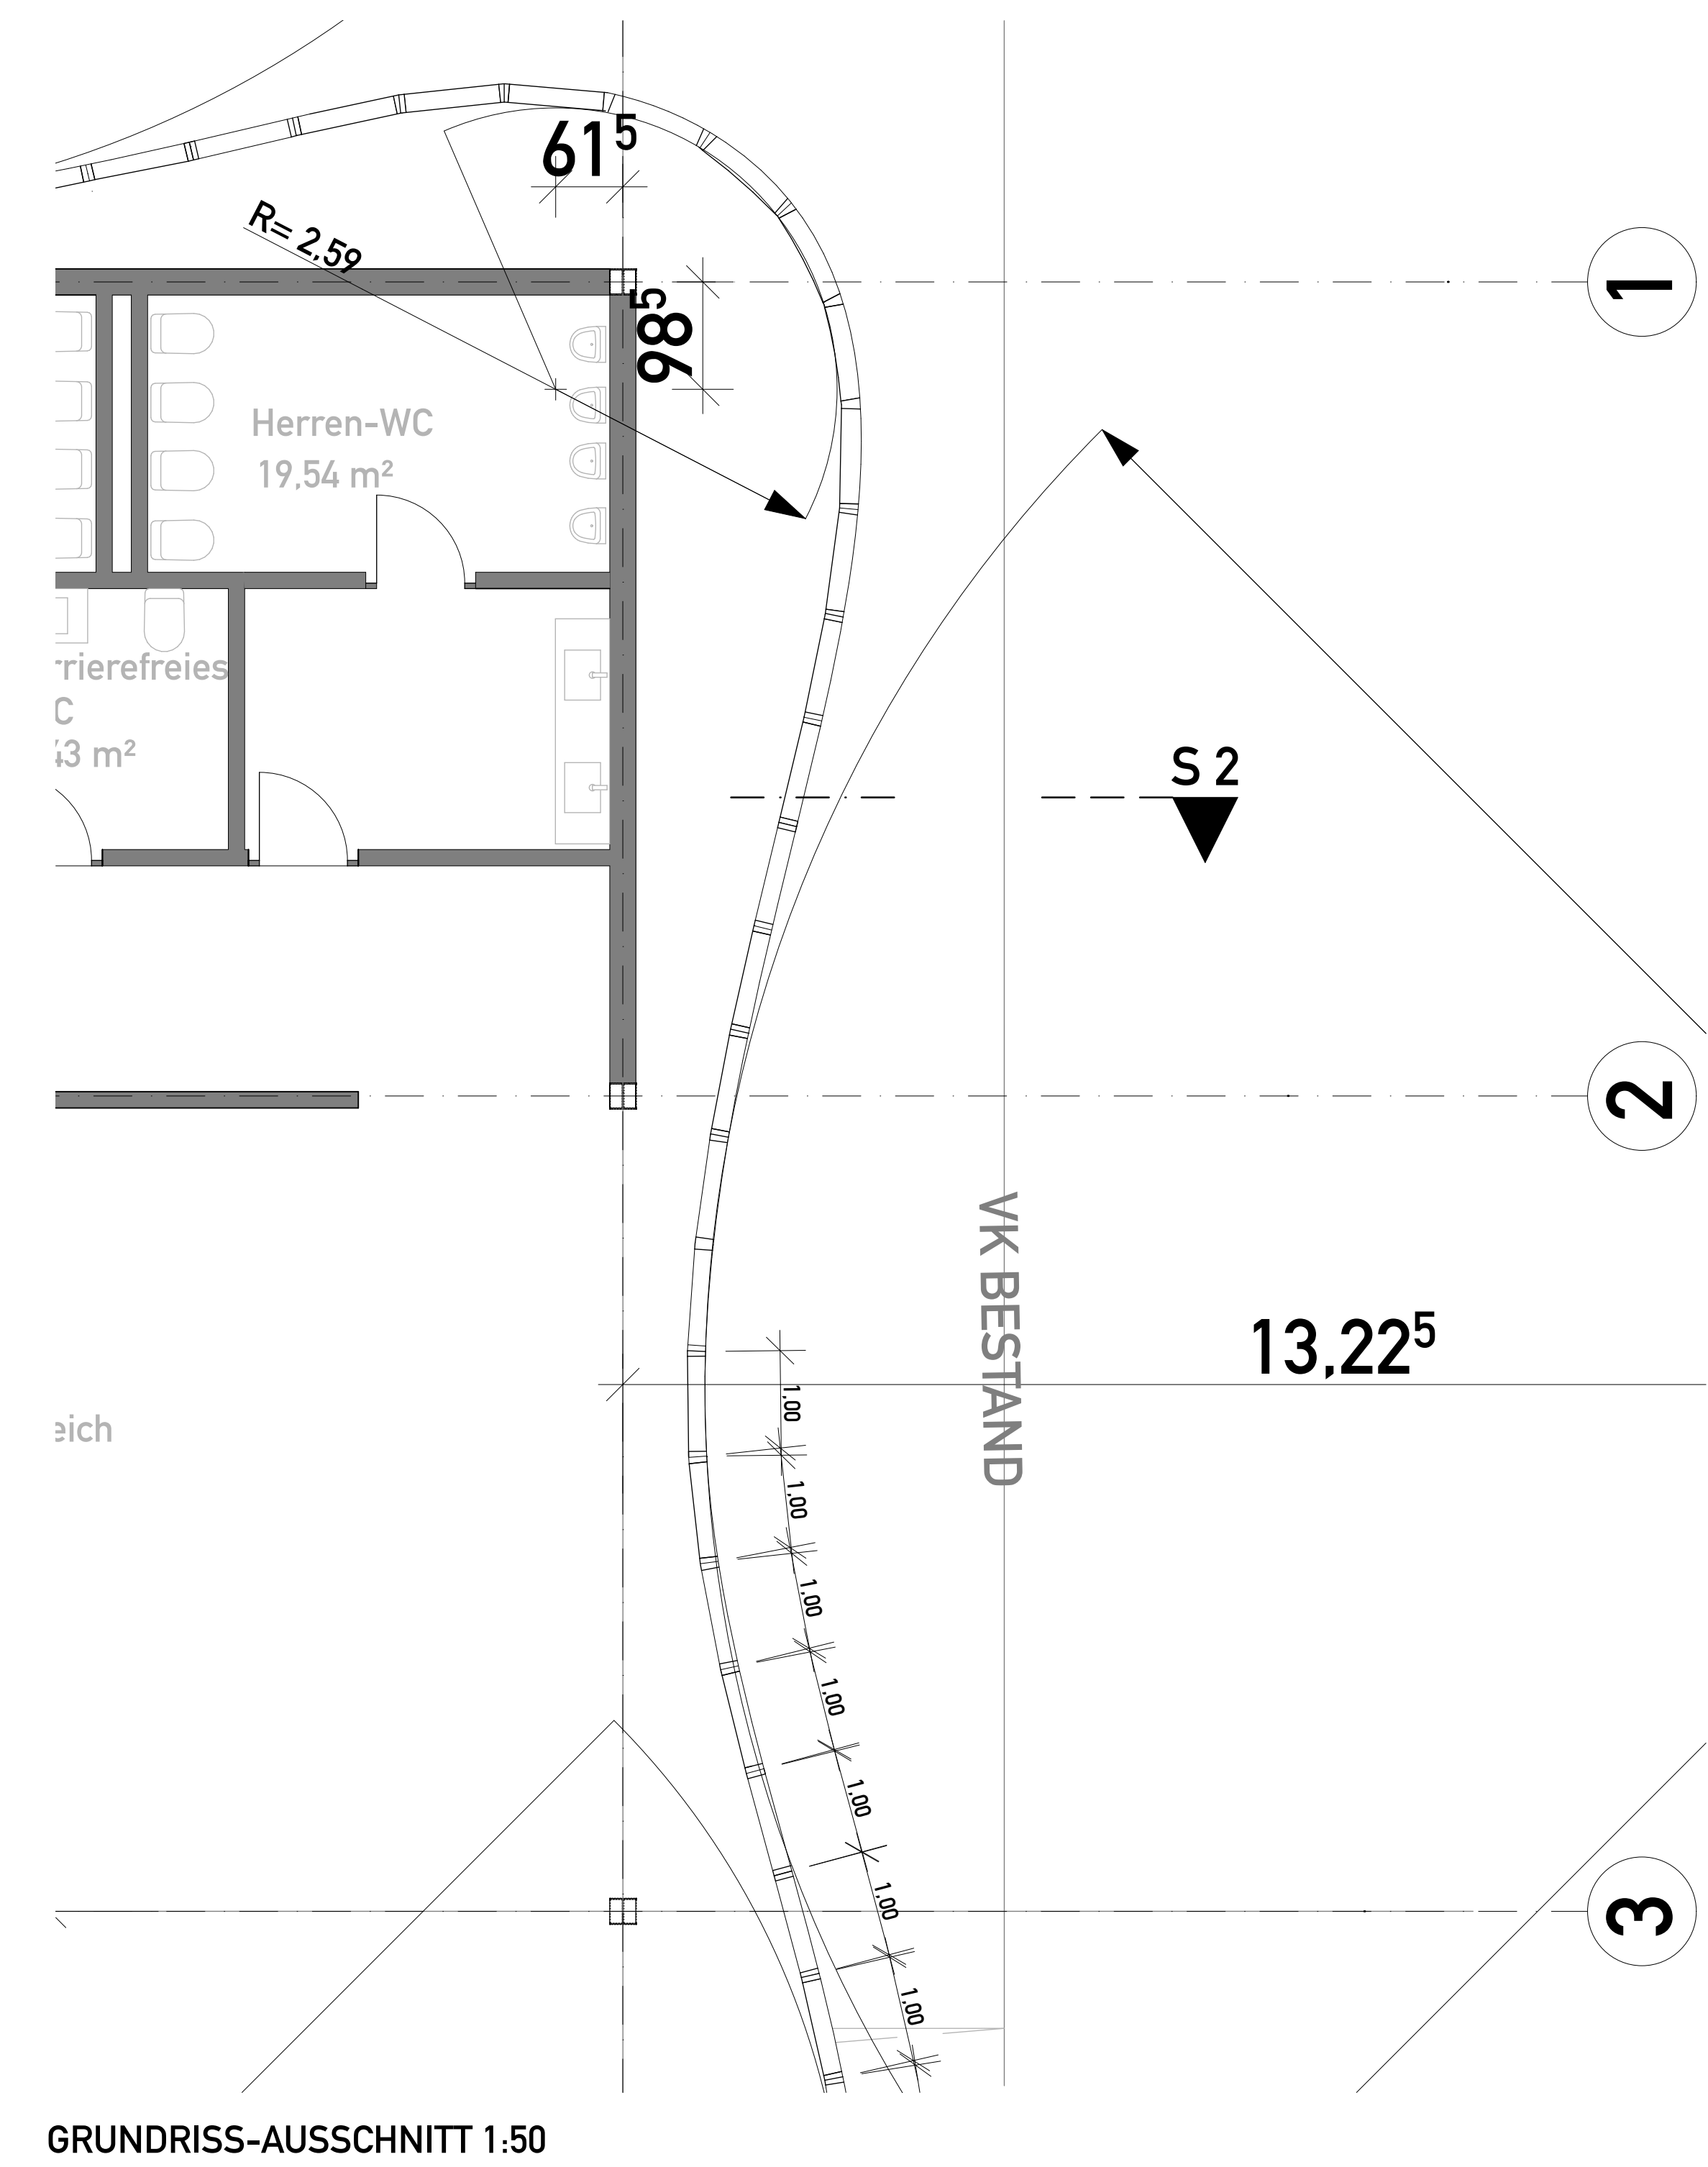 61⁵
R= 2,59
1
98⁵
Herren-WC
19,54 m²
rrierefreies
C
43 m²
S 2
2
VK BESTAND
13,22⁵
1,00
eich
1,00
1,00
1,00
1,00
1,00
3
1,00
GRUNDRISS-AUSSCHNITT 1:50